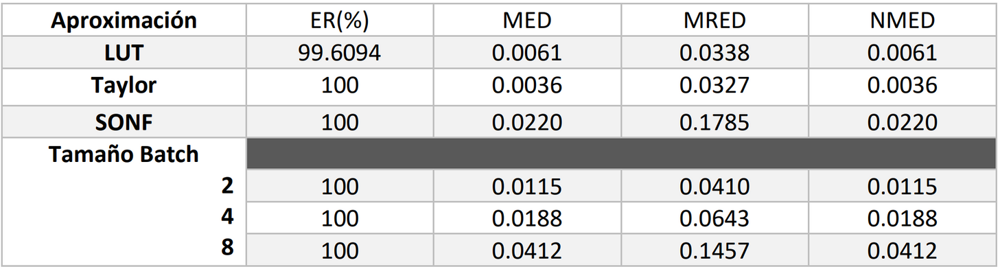 Aproximación ER(%) MED MRED NMED
LUT 99.6094 0.0061 0.0338 0.0061
Taylor 100 0.0036 0.0327 0.0036
SONF 100 0.0220 0.1785 0.0220
Tamaño Batch
2 100 0.0115 0.0410 0.0115
4 100 0.0188 0.0643 0.0188
8 100 0.0412 0.1457 0.0412